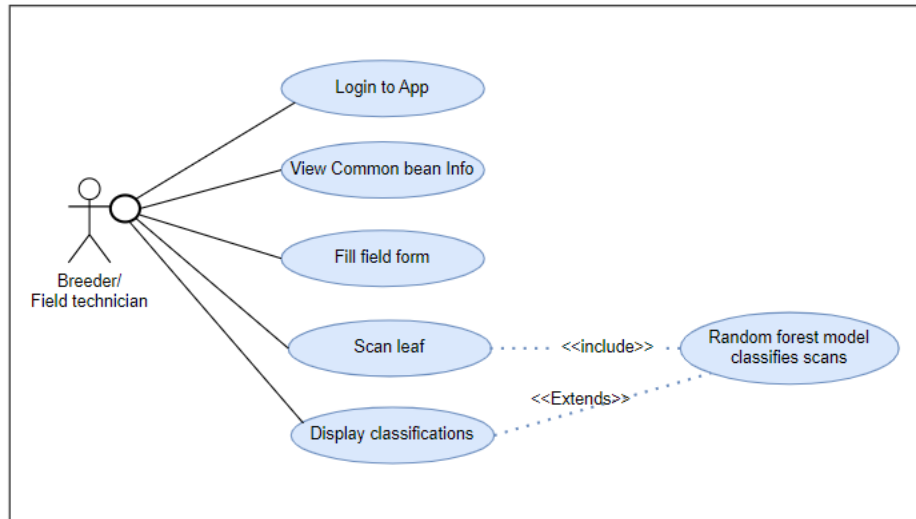 Login to App
View Common bean Info
Breeder/
Field technician
Fill field form
Scan leaf
<<include>>
Random forest model
classifies scans
<<Extends>>
Display classifications